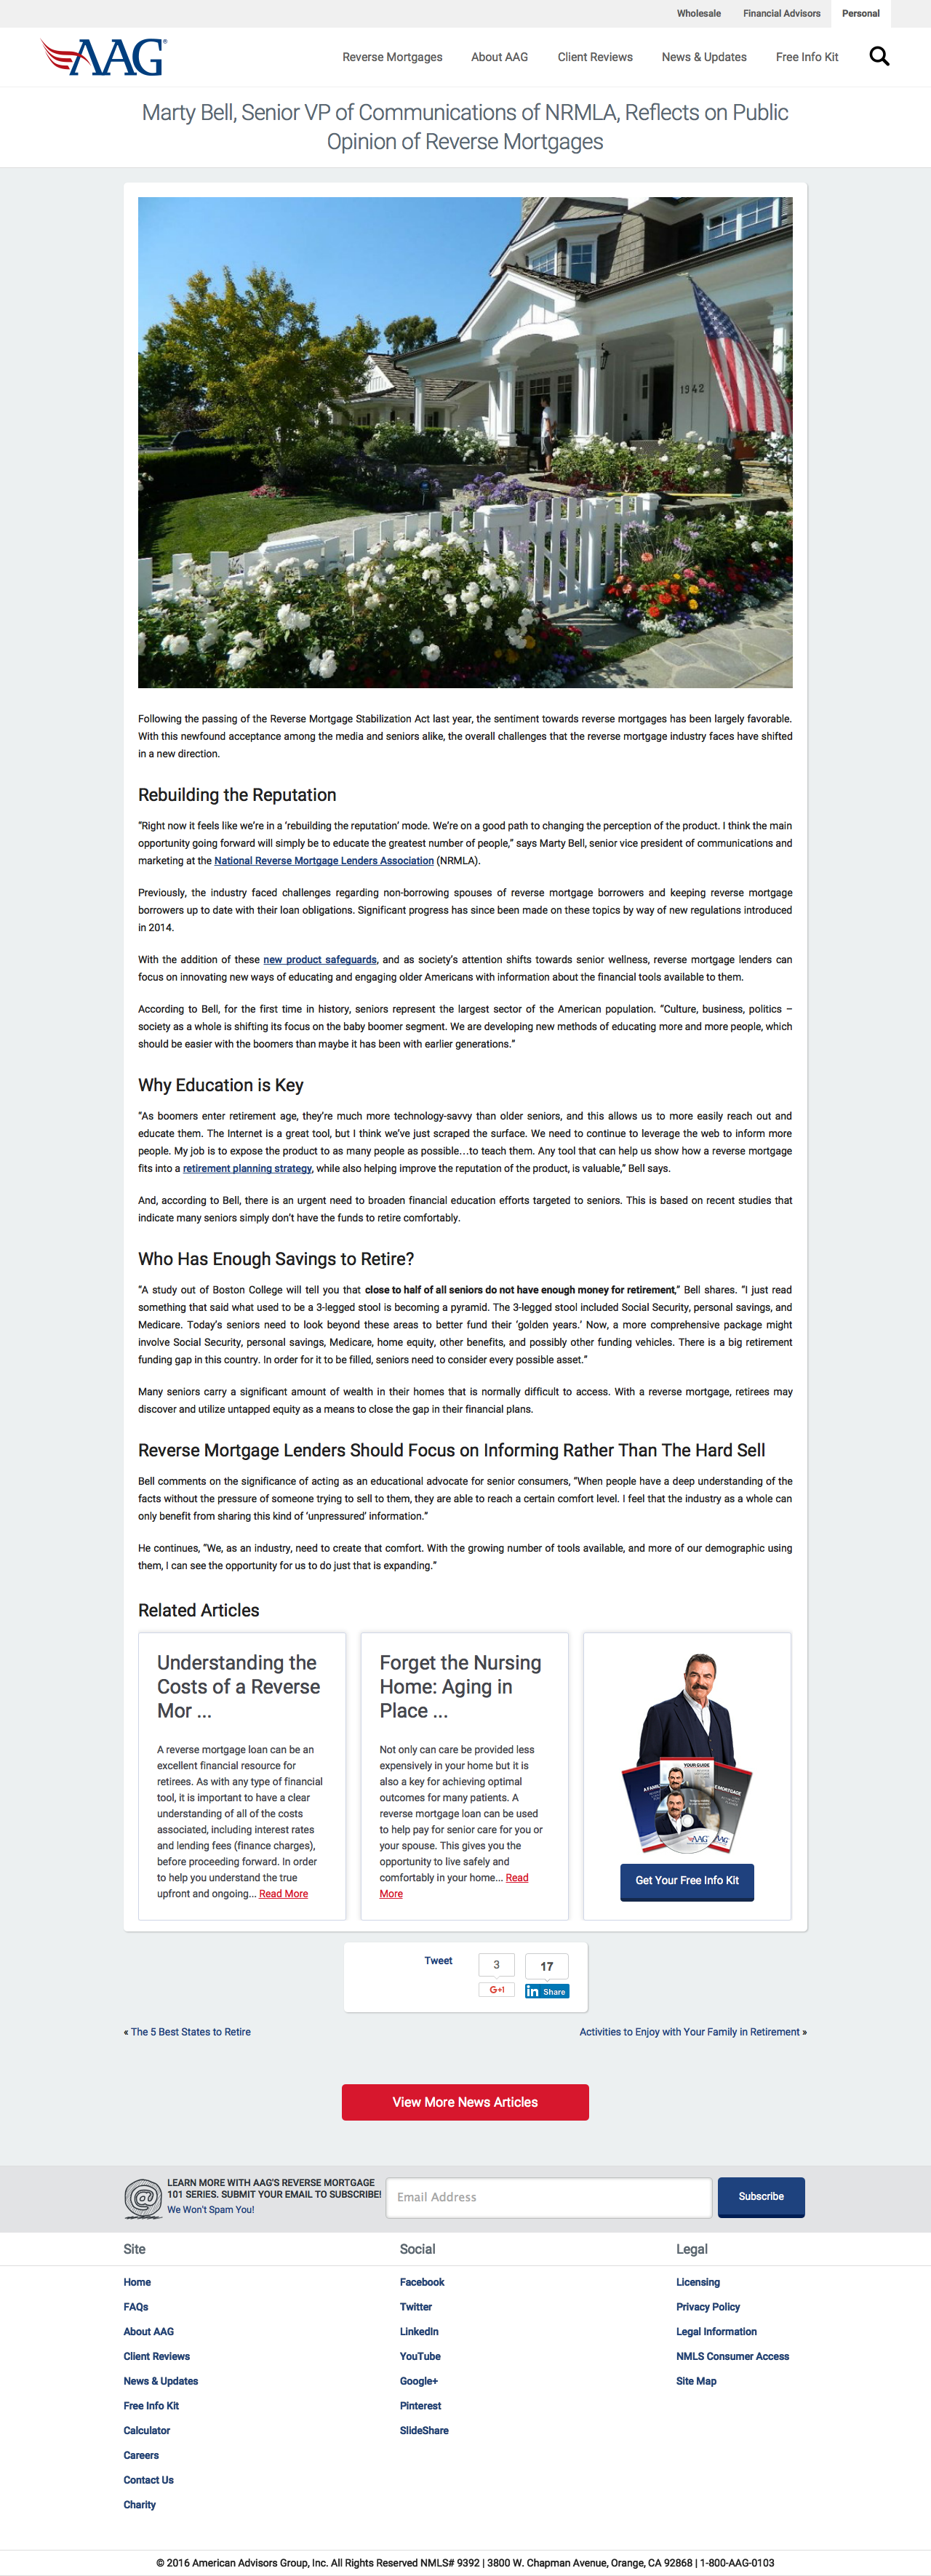 Wholesale Financial Advisors Personal
AAG®
Reverse Mortgages About AAG Client Reviews News & Updates Free Info Kit
Marty Bell, Senior VP of Communications of NRMLA, Reflects on Public
Opinion of Reverse Mortgages
1942
Following the passing of the Reverse Mortgage Stabilization Act last year, the sentiment towards reverse mortgages has been largely favorable.
With this newfound acceptance among the media and seniors alike, the overall challenges that the reverse mortgage industry faces have shifted
in a new direction.
Rebuilding the Reputation
“Right now it feels like we’re in a ‘rebuilding the reputation’ mode. We’re on a good path to changing the perception of the product. I think the main
opportunity going forward will simply be to educate the greatest number of people,” says Marty Bell, senior vice president of communications and
marketing at the National Reverse Mortgage Lenders Association (NRMLA).
Previously, the industry faced challenges regarding non-borrowing spouses of reverse mortgage borrowers and keeping reverse mortgage
borrowers up to date with their loan obligations. Significant progress has since been made on these topics by way of new regulations introduced
in 2014.
With the addition of these new product safeguards, and as society’s attention shifts towards senior wellness, reverse mortgage lenders can
focus on innovating new ways of educating and engaging older Americans with information about the financial tools available to them.
According to Bell, for the first time in history, seniors represent the largest sector of the American population. “Culture, business, politics –
society as a whole is shifting its focus on the baby boomer segment. We are developing new methods of educating more and more people, which
should be easier with the boomers than maybe it has been with earlier generations.”
Why Education is Key
“As boomers enter retirement age, they’re much more technology-savvy than older seniors, and this allows us to more easily reach out and
educate them. The Internet is a great tool, but I think we’ve just scraped the surface. We need to continue to leverage the web to inform more
people. My job is to expose the product to as many people as possible…to teach them. Any tool that can help us show how a reverse mortgage
fits into a retirement planning strategy, while also helping improve the reputation of the product, is valuable,” Bell says.
And, according to Bell, there is an urgent need to broaden financial education efforts targeted to seniors. This is based on recent studies that
indicate many seniors simply don’t have the funds to retire comfortably.
Who Has Enough Savings to Retire?
“A study out of Boston College will tell you that close to half of all seniors do not have enough money for retirement,” Bell shares. “I just read
something that said what used to be a 3-legged stool is becoming a pyramid. The 3-legged stool included Social Security, personal savings, and
Medicare. Today’s seniors need to look beyond these areas to better fund their ‘golden years.’ Now, a more comprehensive package might
involve Social Security, personal savings, Medicare, home equity, other benefits, and possibly other funding vehicles. There is a big retirement
funding gap in this country. In order for it to be filled, seniors need to consider every possible asset.”
Many seniors carry a significant amount of wealth in their homes that is normally difficult to access. With a reverse mortgage, retirees may
discover and utilize untapped equity as a means to close the gap in their financial plans.
Reverse Mortgage Lenders Should Focus on Informing Rather Than The Hard Sell
Bell comments on the significance of acting as an educational advocate for senior consumers, “When people have a deep understanding of the
facts without the pressure of someone trying to sell to them, they are able to reach a certain comfort level. I feel that the industry as a whole can
only benefit from sharing this kind of ‘unpressured’ information.”
He continues, “We, as an industry, need to create that comfort. With the growing number of tools available, and more of our demographic using
them, I can see the opportunity for us to do just that is expanding.”
Related Articles
Understanding the
Costs of a Reverse
Mor ...
A reverse mortgage loan can be an
excellent financial resource for
retirees. As with any type of financial
tool, it is important to have a clear
understanding of all of the costs
associated, including interest rates
and lending fees (finance charges),
before proceeding forward. In order
to help you understand the true
upfront and ongoing... Read More
Forget the Nursing
Home: Aging in
Place ...
Not only can care be provided less
expensively in your home but it is
also a key for achieving optimal
outcomes for many patients. A
reverse mortgage loan can be used
to help pay for senior care for you or
your spouse. This gives you the
opportunity to live safely and
comfortably in your home... Read
More
YOUR GUIDE
AAG
AAG
Get Your Free Info Kit
Tweet
3
G+1
17
in Share
« The 5 Best States to Retire
Activities to Enjoy with Your Family in Retirement »
View More News Articles
LEARN MORE WITH AAG'S REVERSE MORTGAGE
101 SERIES. SUBMIT YOUR EMAIL TO SUBSCRIBE!
We Won't Spam You!
Email Address
Subscribe
Site
Home
FAQs
About AAG
Client Reviews
News & Updates
Free Info Kit
Calculator
Careers
Contact Us
Charity
Social
Facebook
Twitter
LinkedIn
YouTube
Google+
Pinterest
SlideShare
Legal
Licensing
Privacy Policy
Legal Information
NMLS Consumer Access
Site Map
© 2016 American Advisors Group, Inc. All Rights Reserved NMLS# 9392 | 3800 W. Chapman Avenue, Orange, CA 92868 | 1-800-AAG-0103